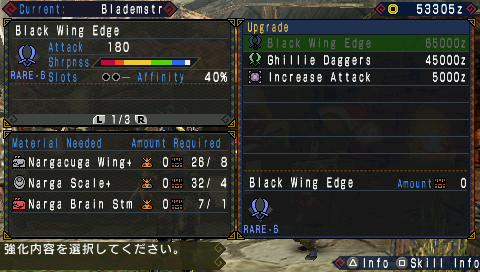 Current: Blademstr
53305z
Black Wing Edge
Attack 180
Shrpnss
RARE-6 Slots Affinity 40%
L 1/3 R
Upgrade
Black Wing Edge 65000z
Ghillie Daggers 45000z
Increase Attack 5000z
Material Needed Amount Required
Nargacuga Wing+ 0 26/ 8
Narga Scale+ 0 32/ 4
Narga Brain Stm 0 7/ 1
Black Wing Edge Amount 0
RARE-6
強化内容を選択してください。
Info Skill Info